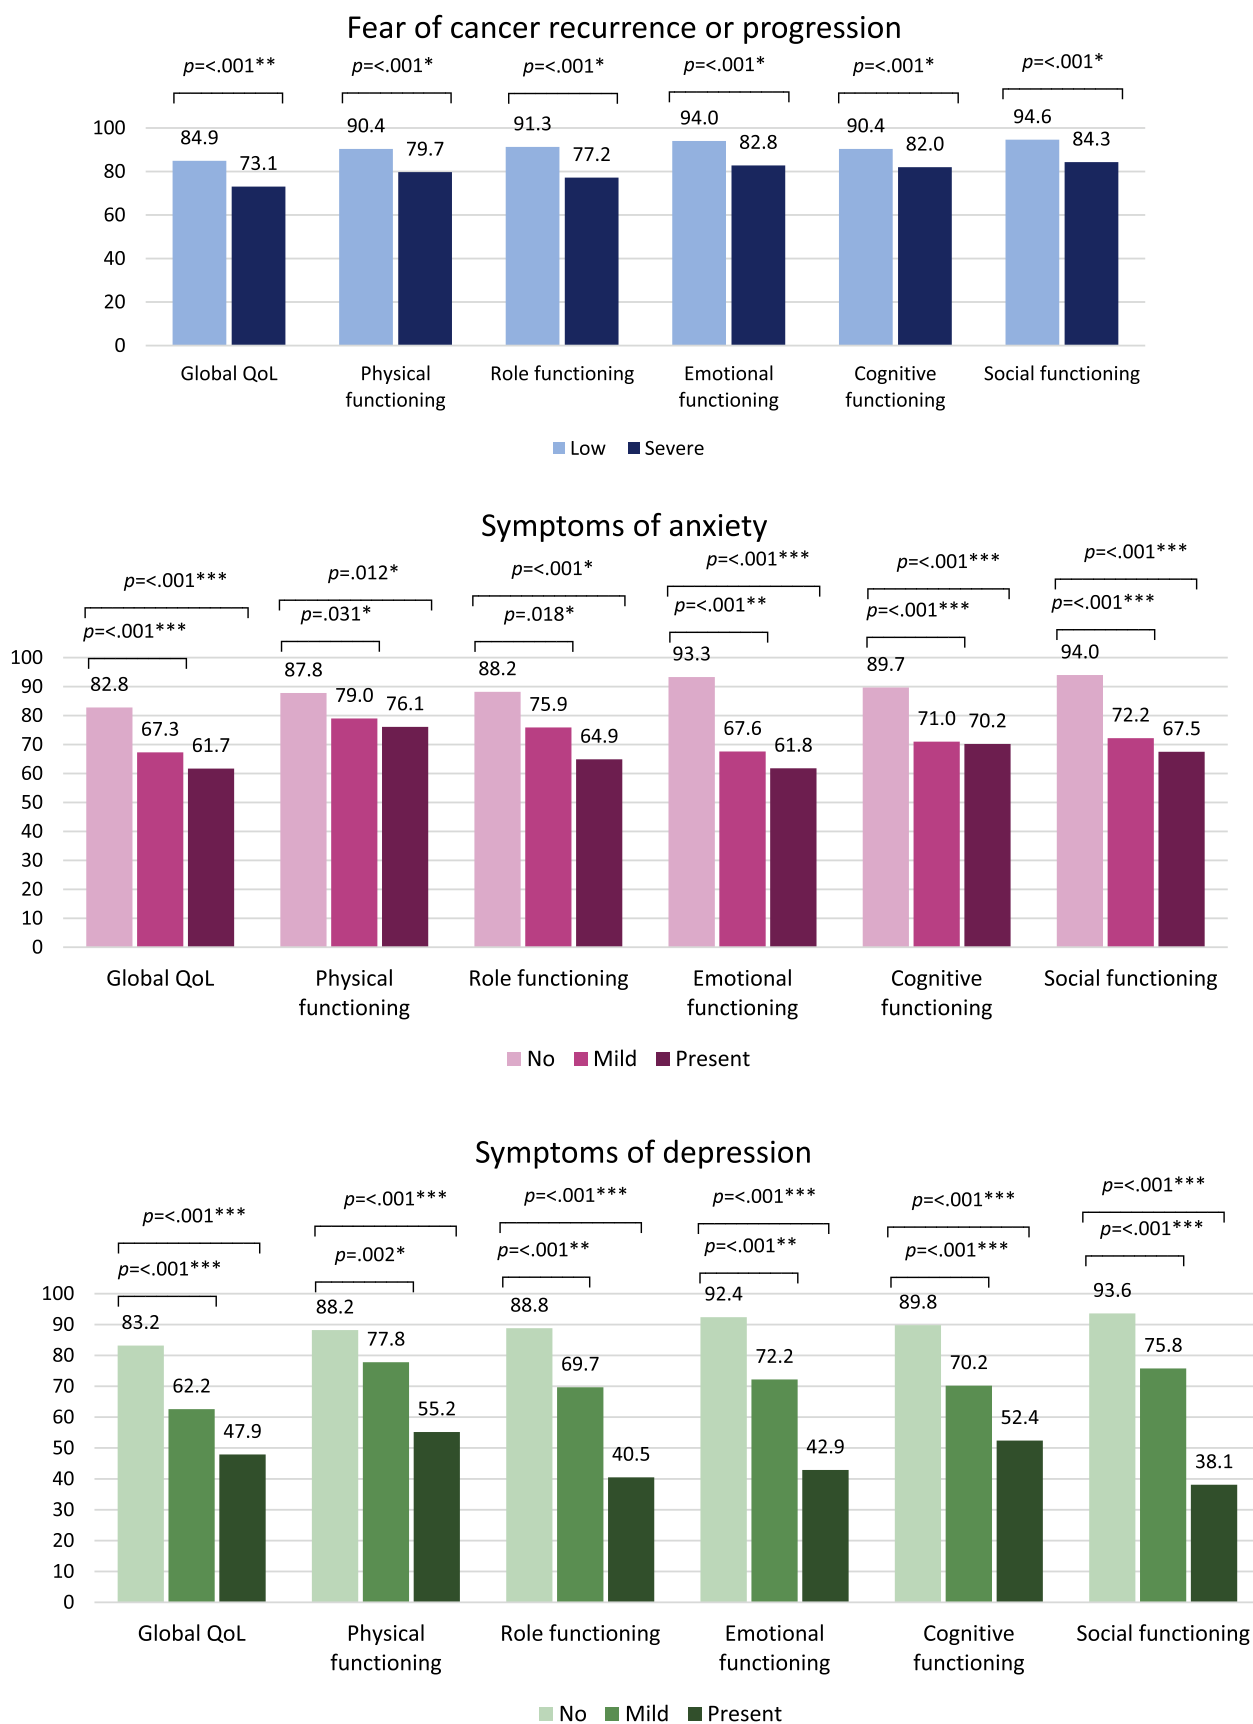 Fear of cancer recurrence or progression
p=<.001** p=<.001* p=<.001* p=<.001* p=<.001* p=<.001*
84.9 73.1 90.4 79.7 91.3 77.2 94.0 82.8 90.4 82.0 94.6 84.3
100
80
60
40
20
0
Global QoL Physical functioning Role functioning Emotional functioning Cognitive functioning Social functioning
Low Severe
Symptoms of anxiety
p=<.001*** p=.012* p=<.001* p=<.001*** p=<.001*** p=<.001***
p=<.001*** p=.031* p=.018* p=<.001** p=<.001*** p=<.001***
82.8 67.3 61.7 87.8 79.0 76.1 88.2 75.9 64.9 93.3 67.6 61.8 89.7 71.0 70.2 94.0 72.2 67.5
100
90
80
70
60
50
40
30
20
10
0
Global QoL Physical functioning Role functioning Emotional functioning Cognitive functioning Social functioning
No Mild Present
Symptoms of depression
p=<.001*** p=<.001*** p=<.001*** p=<.001*** p=<.001*** p=<.001***
p=<.001*** p=.002* p=<.001** p=<.001** p=<.001*** p=<.001***
83.2 62.2 47.9 88.2 77.8 55.2 88.8 69.7 40.5 92.4 72.2 42.9 89.8 70.2 52.4 93.6 75.8 38.1
100
90
80
70
60
50
40
30
20
10
0
Global QoL Physical functioning Role functioning Emotional functioning Cognitive functioning Social functioning
No Mild Present